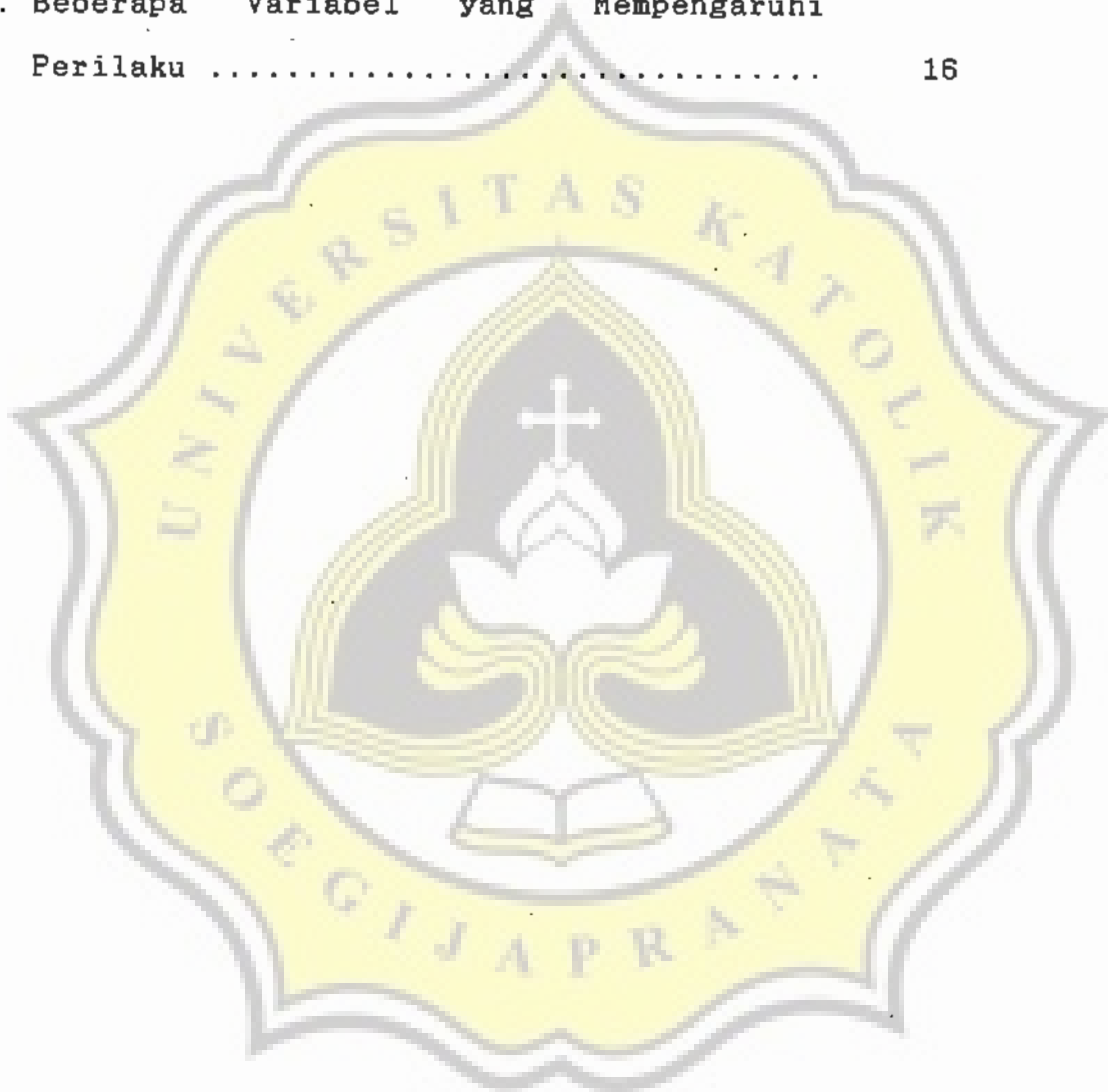 . Beberapa Variabel yang Mempengaruhi
Perilaku ................................ 16
UNIVERSITAS KATOLIK
SOEGIJAPRANATA